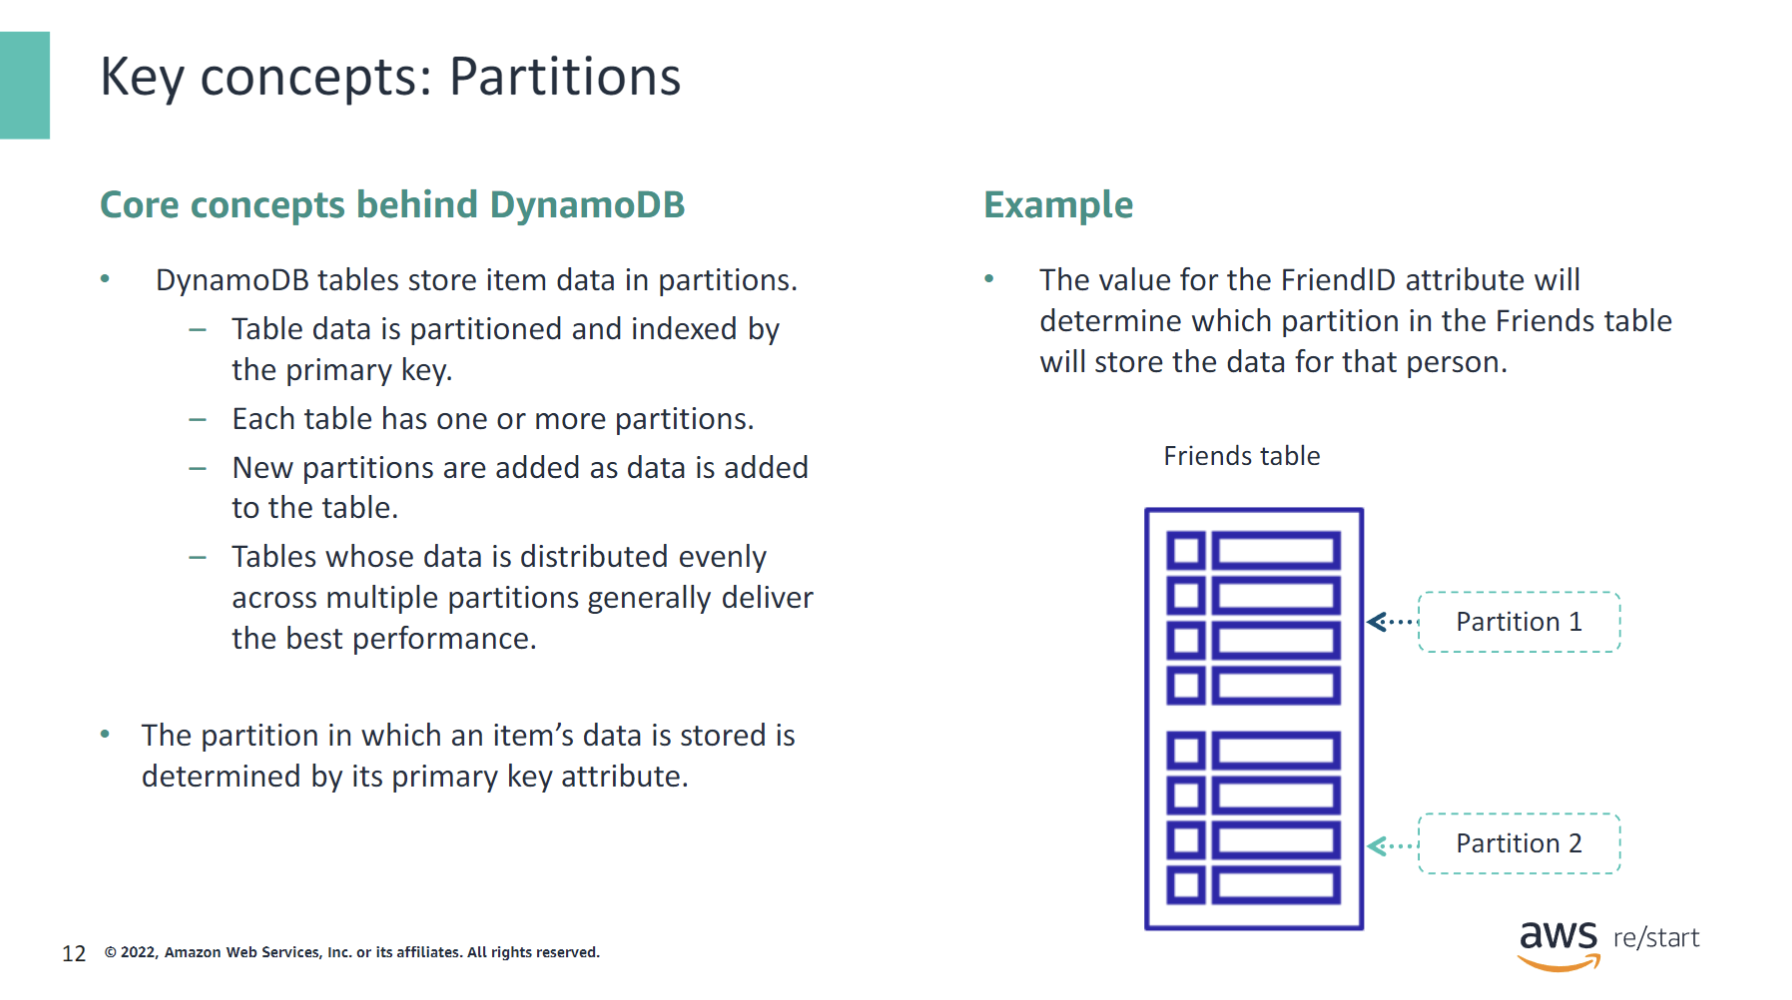 Key concepts: Partitions
Core concepts behind DynamoDB
• DynamoDB tables store item data in partitions.
– Table data is partitioned and indexed by
the primary key.
– Each table has one or more partitions.
– New partitions are added as data is added
to the table.
– Tables whose data is distributed evenly
across multiple partitions generally deliver
the best performance.
• The partition in which an item’s data is stored is
determined by its primary key attribute.
Example
• The value for the FriendID attribute will
determine which partition in the Friends table
will store the data for that person.
Friends table
Partition 1
Partition 2
12 © 2022, Amazon Web Services, Inc. or its affiliates. All rights reserved.
aws re/start